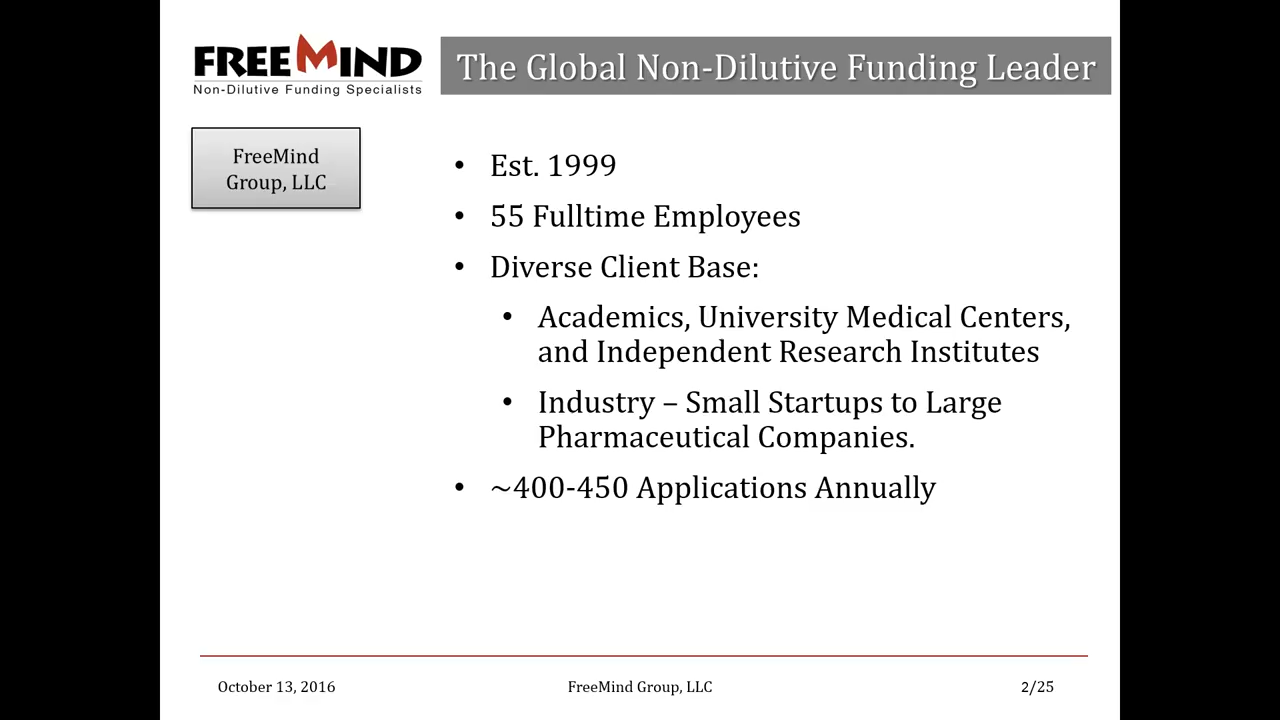 FREEMIND
Non-Dilutive Funding Specialists
The Global Non-Dilutive Funding Leader
FreeMind
Group, LLC
• Est. 1999
• 55 Fulltime Employees
• Diverse Client Base:
• Academics, University Medical Centers,
and Independent Research Institutes
• Industry – Small Startups to Large
Pharmaceutical Companies.
• ~400-450 Applications Annually
October 13, 2016
FreeMind Group, LLC
2/25